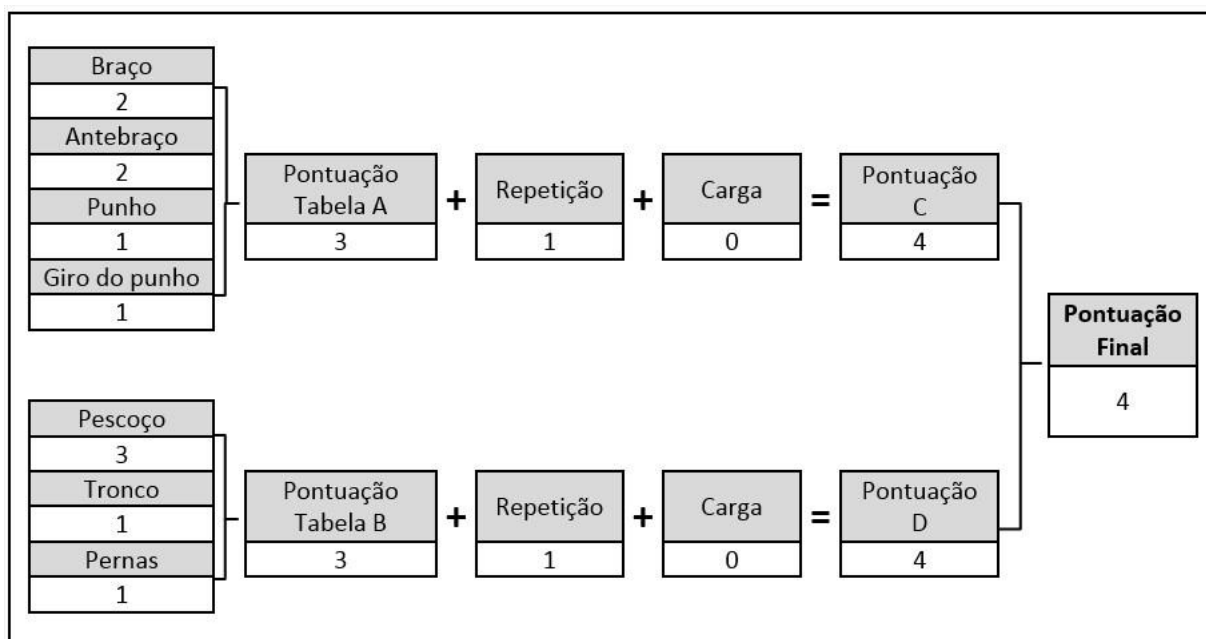 Braço
2
Antebraço
2
Punho
1
Giro do punho
1
Pontuação
Tabela A
3
+
Repetição
1
+
Carga
0
=
Pontuação
C
4
Pescoço
3
Tronco
1
Pernas
1
Pontuação
Tabela B
3
+
Repetição
1
+
Carga
0
=
Pontuação
D
4
Pontuação
Final
4